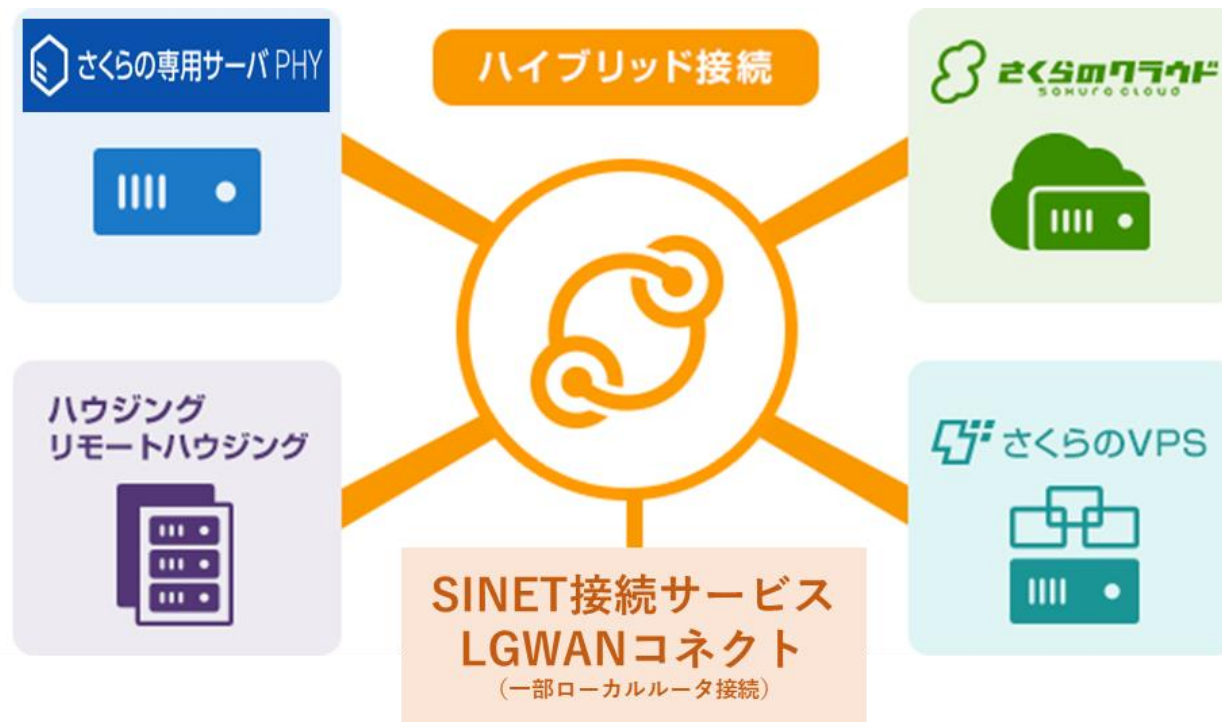 さくらの専用サーバ PHY
ハイブリッド接続
さくらのクラウド
SAKURA CLOUD
ハウジング
リモートハウジング
さくらのVPS
SINET接続サービス
LGWANコネクト
(一部ローカルルータ接続)